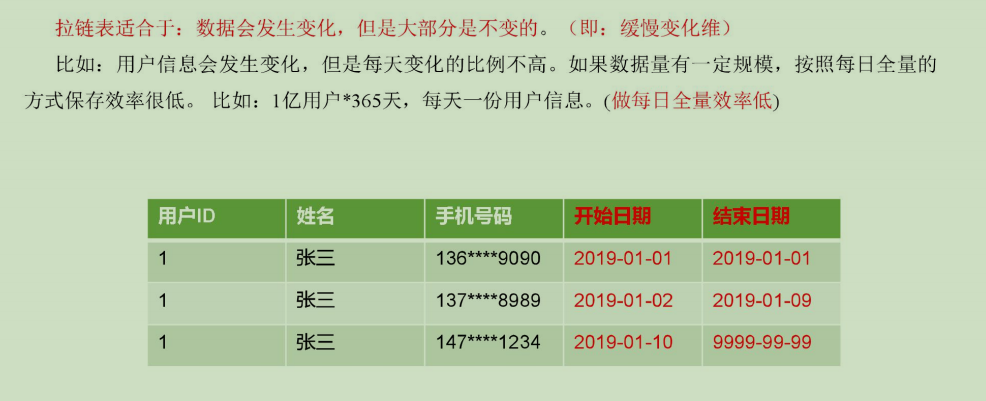 拉链表适合于：数据会发生变化，但是大部分是不变的。（即：缓慢变化维）
比如：用户信息会发生变化，但是每天变化的比例不高。如果数据量有一定规模，按照每日全量的
方式保存效率很低。 比如：1亿用户*365天，每天一份用户信息。(做每日全量效率低)
用户ID 姓名 手机号码 开始日期 结束日期
1 张三 136****9090 2019-01-01 2019-01-01
1 张三 137****8989 2019-01-02 2019-01-09
1 张三 147****1234 2019-01-10 9999-99-99